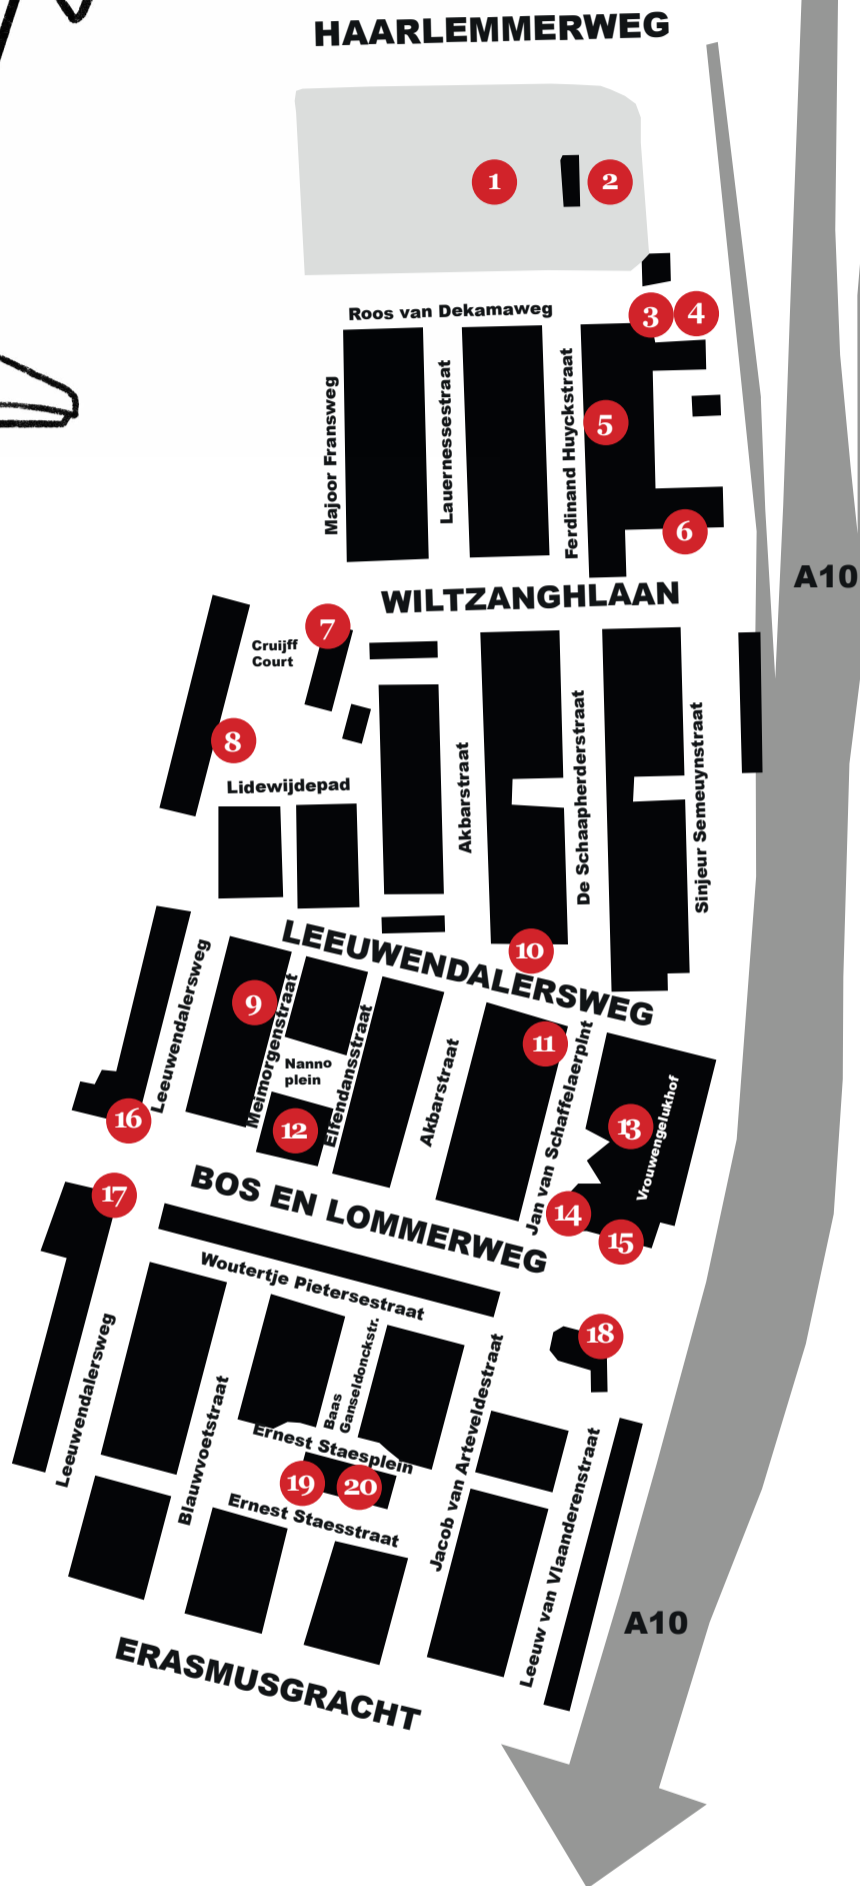 HAARLEMMERWEG
1
2
Roos van Dekamaweg
3
4
Majoor Fransweg
Lauernessestraat
Ferdinand Huyckstraat
5
6
A10
WILTZANGHLAAN
7
Cruijff
Court
8
Lidewijdepad
Akbarstraat
De Schaapherderstraat
Sinjeur Semeuynstraat
LEEUWENDALERSWEG
10
9
11
Leeuwendalersweg
Meimorgenstraat
Nanno
plein
Elfendansstraat
Akbarstraat
Jan van Schaffelaerplnt
13
Vrouwengelukhof
16
12
17
BOS EN LOMMERWEG
14
15
Woutertje Pietersestraat
18
Leeuwendalersweg
Blauwvoetstraat
Baas
Ganseldonckstr.
Jacob van Arteveldestraat
Ernest Staesplein
19
20
Ernest Staesstraat
Leeuw van Vlaanderenstraat
A10
ERASMUSGRACHT